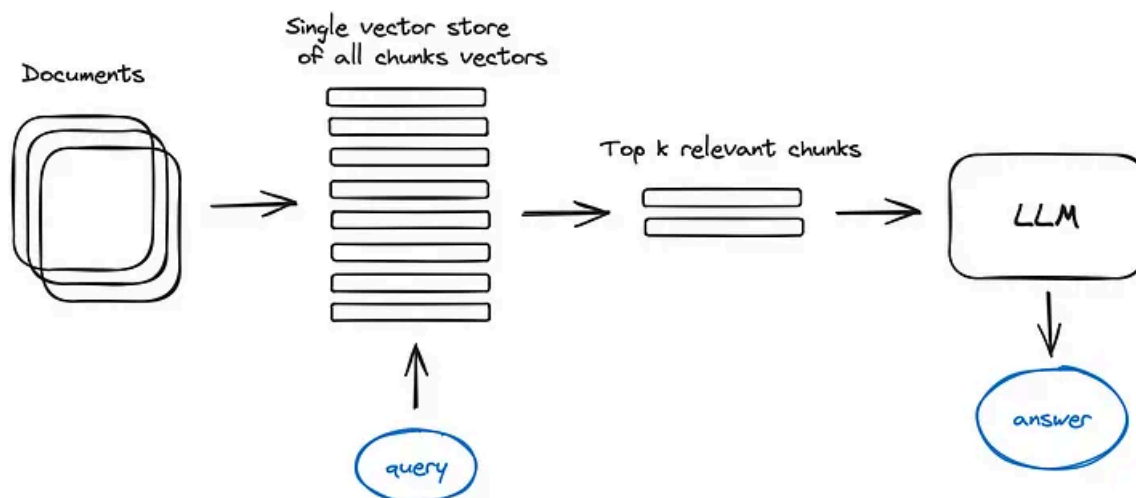 Documents
Single vector store
of all chunks vectors
Top k relevant chunks
LLM
query
answer